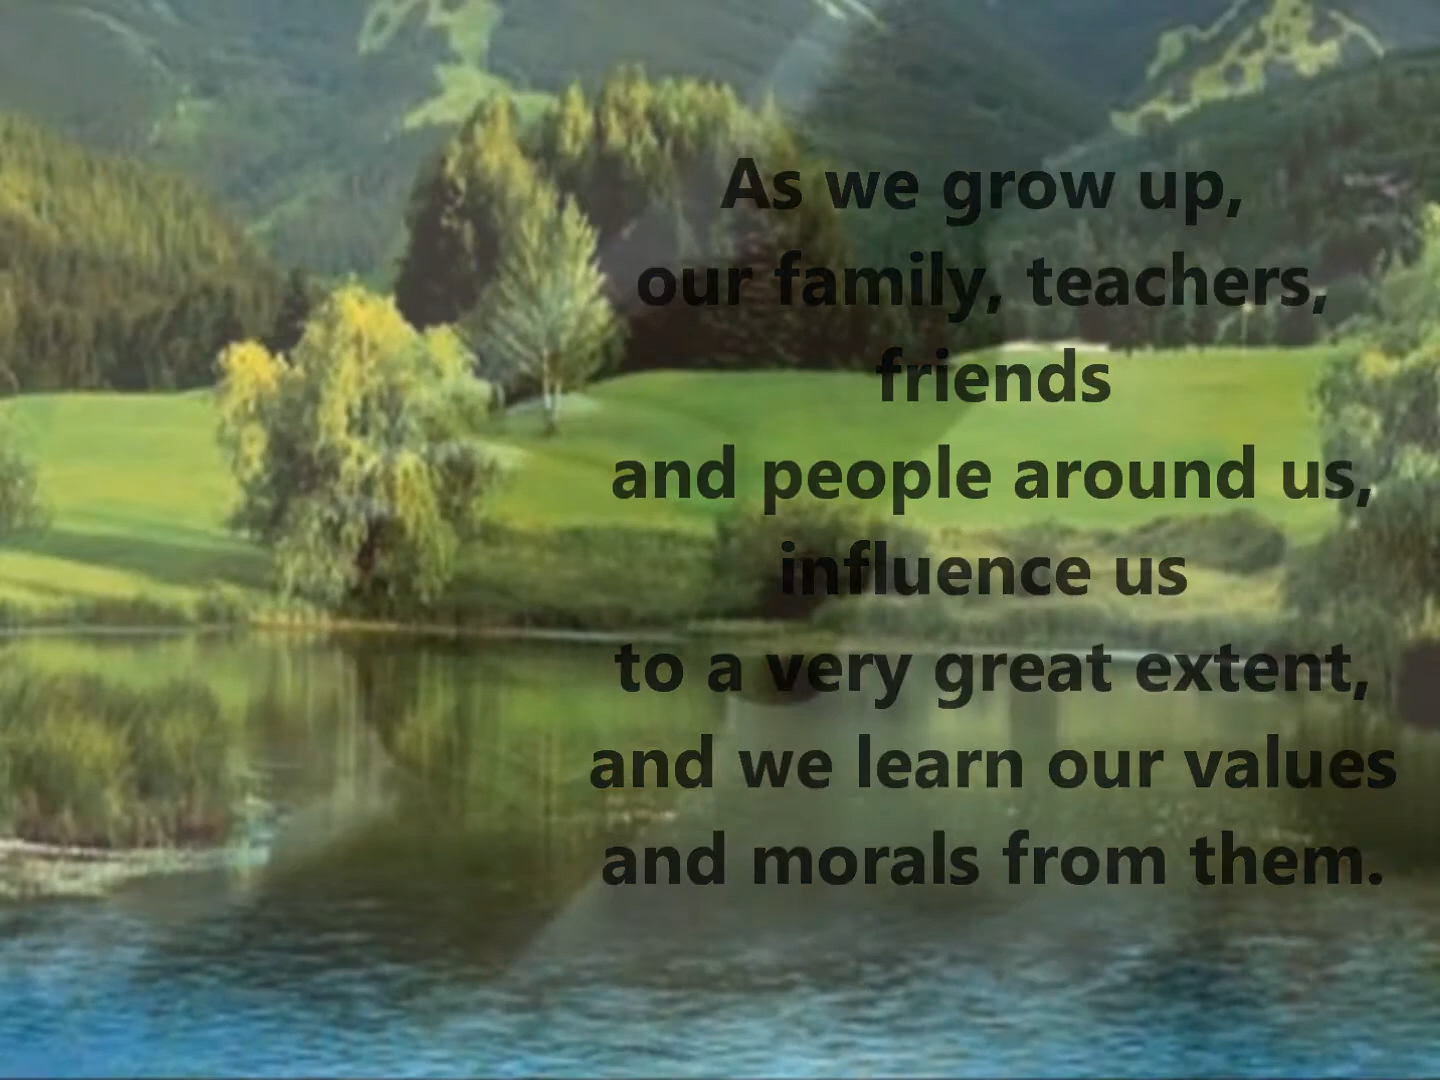 As we grow up,
our family, teachers,
friends
and people around us,
influence us
to a very great extent,
and we learn our values
and morals from them.